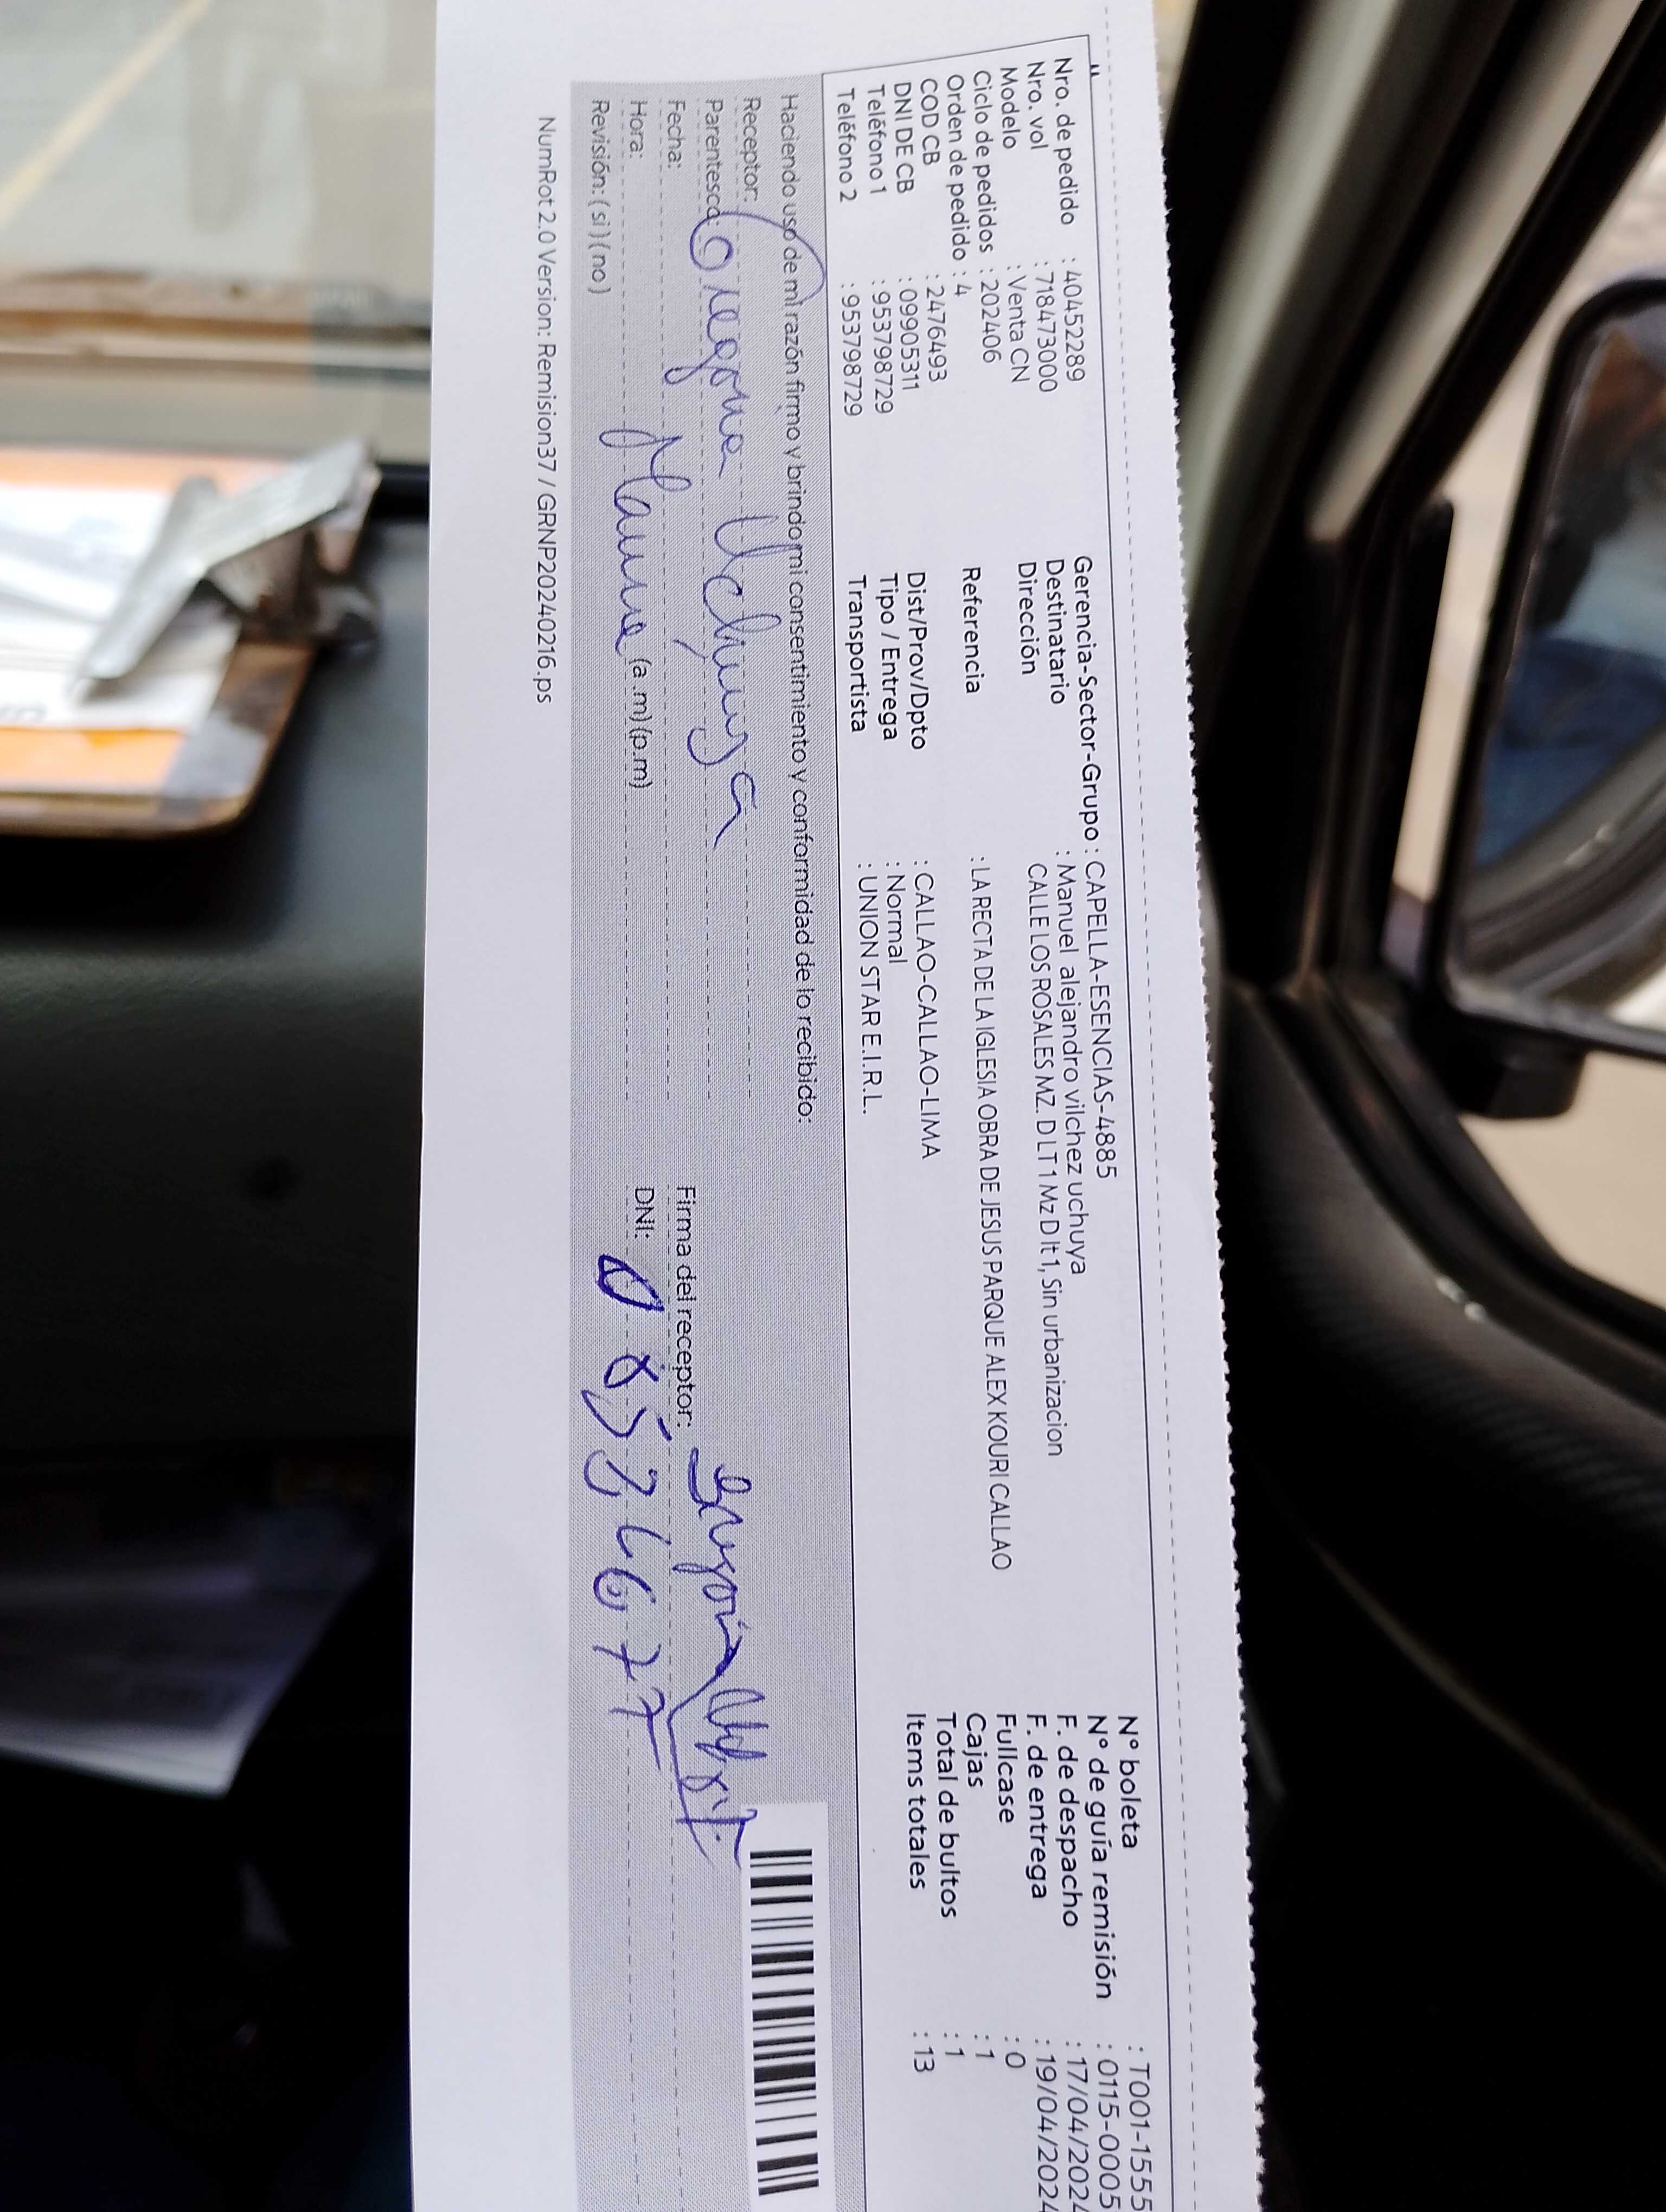 Nro. de pedido : 40452289
Nro. vol : 718473000
Modelo : Venta CN
Ciclo de pedidos : 202406
Orden de pedido : 4
COD CB : 2476493
DNI DE CB : 09905311
Teléfono 1 : 953798729
Teléfono 2 : 953798729
Gerencia-Sector-Grupo : CAPELLA-ESENCIAS-4885
Destinatario : Manuel alejandro vilchez uchuya
Dirección CALLE LOS ROSALES MZ. D LT 1 Mz D lt 1, Sin urbanizacion
Referencia : LA RECTA DE LA IGLESIA OBRA DE JESUS PARQUE ALEX KOURI CALLAO
Dist/Prov/Dpto : CALLAO-CALLAO-LIMA
Tipo / Entrega : Normal
Transportista : UNION STAR E.I.R.L.
N° boleta : T001-1555
N° de guía remisión : 0115-0005
F. de despacho : 17/04/2024
F. de entrega : 19/04/2024
Fullcase : 0
Cajas : 1
Total de bultos : 1
Items totales : 13
Haciendo uso de mi razón firmo y brindo mi consentimiento y conformidad de lo recibido:
Receptor: Gregoria Uchuya
Parentesco:
Fecha: Mama
Hora: (a .m) (p.m)
Revisión: ( si ) ( no )
Firma del receptor:
DNI:
NumRot 2.0 Version: Remision37 / GRNP20240216.ps